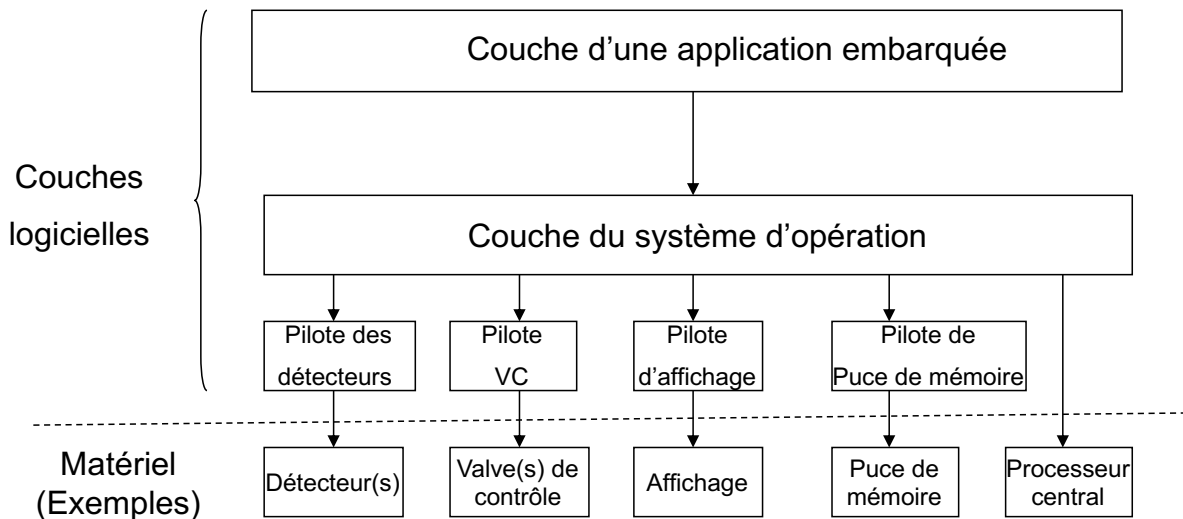 Couche d’une application embarquée
Couches
logicielles
Couche du système d’opération
Pilote des
détecteurs
Pilote
VC
Pilote
d’affichage
Pilote de
Puce de mémoire
Matériel
(Exemples)
Détecteur(s)
Valve(s) de
contrôle
Affichage
Puce de
mémoire
Processeur
central